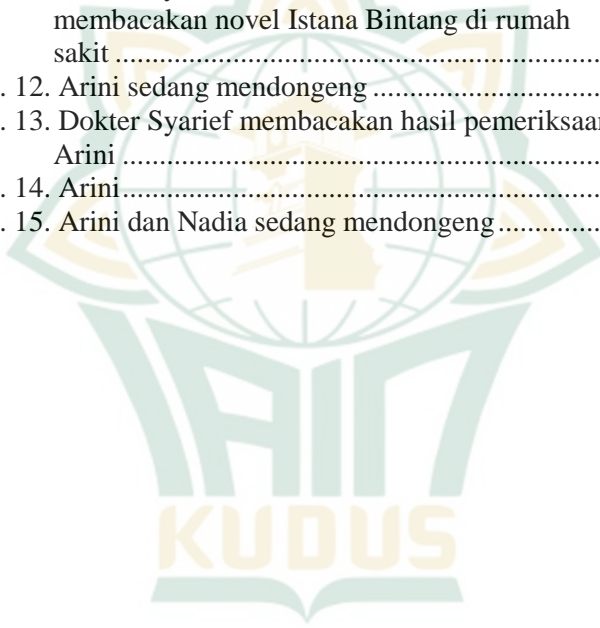 membacakan novel Istana Bintang di rumah
sakit ........................................................................
. 12. Arini sedang mendongeng ..................................
. 13. Dokter Syarief membacakan hasil pemeriksaan
Arini ......................................................................
. 14. Arini......................................................................
. 15. Arini dan Nadia sedang mendongeng...............
IAIN
KUDUS